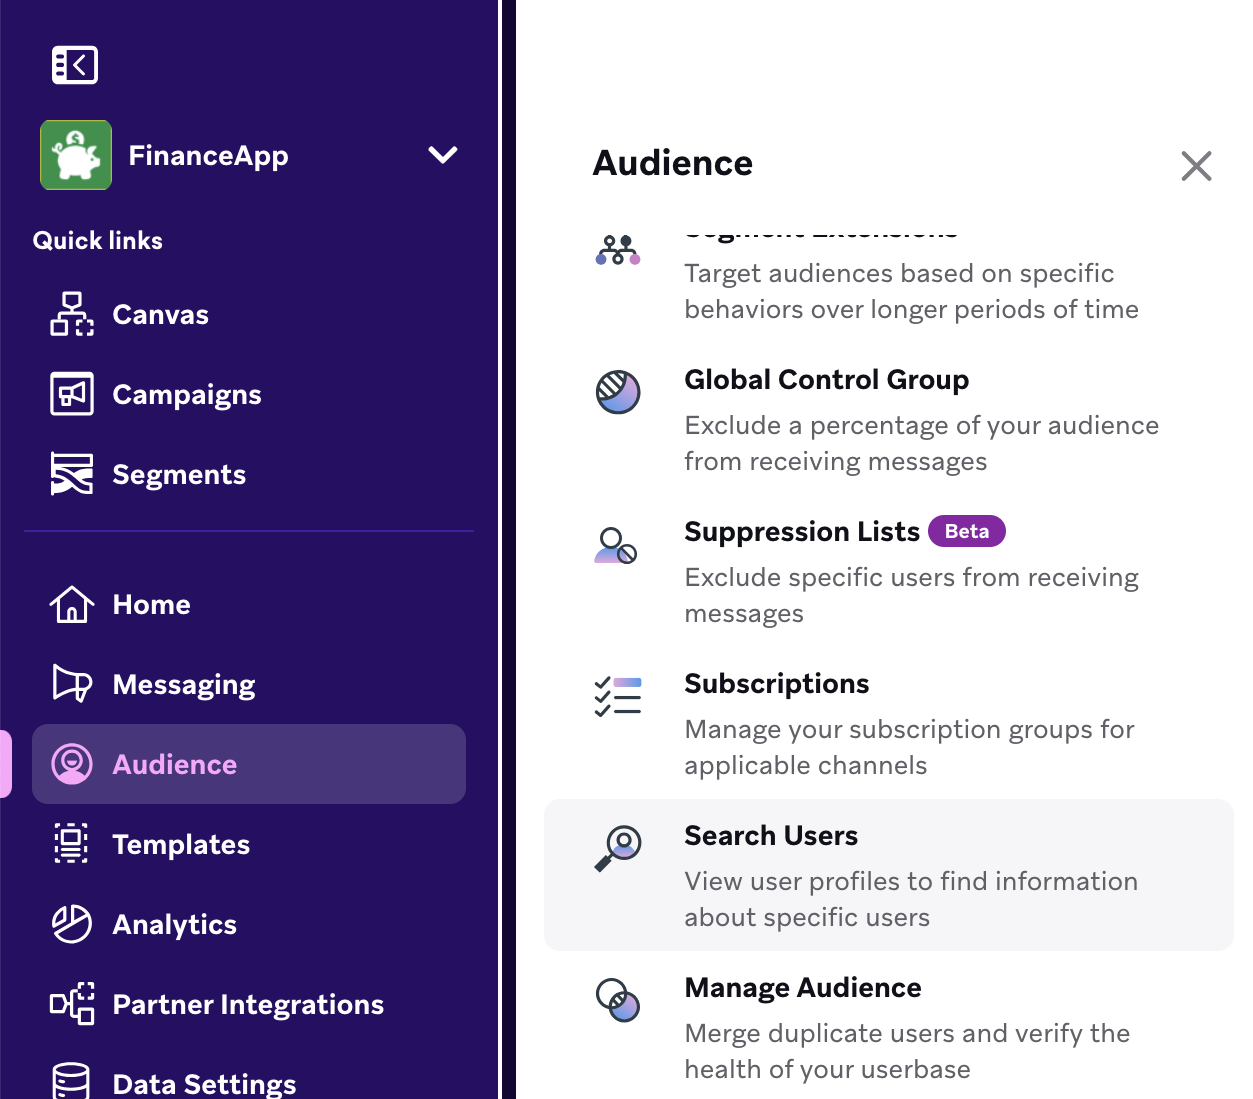 FinanceApp
Quick links
Canvas
Campaigns
Segments
Home
Messaging
Audience
Templates
Analytics
Partner Integrations
Data Settings
Audience
Segment Extensions
Target audiences based on specific
behaviors over longer periods of time
Global Control Group
Exclude a percentage of your audience
from receiving messages
Suppression Lists Beta
Exclude specific users from receiving
messages
Subscriptions
Manage your subscription groups for
applicable channels
Search Users
View user profiles to find information
about specific users
Manage Audience
Merge duplicate users and verify the
health of your userbase